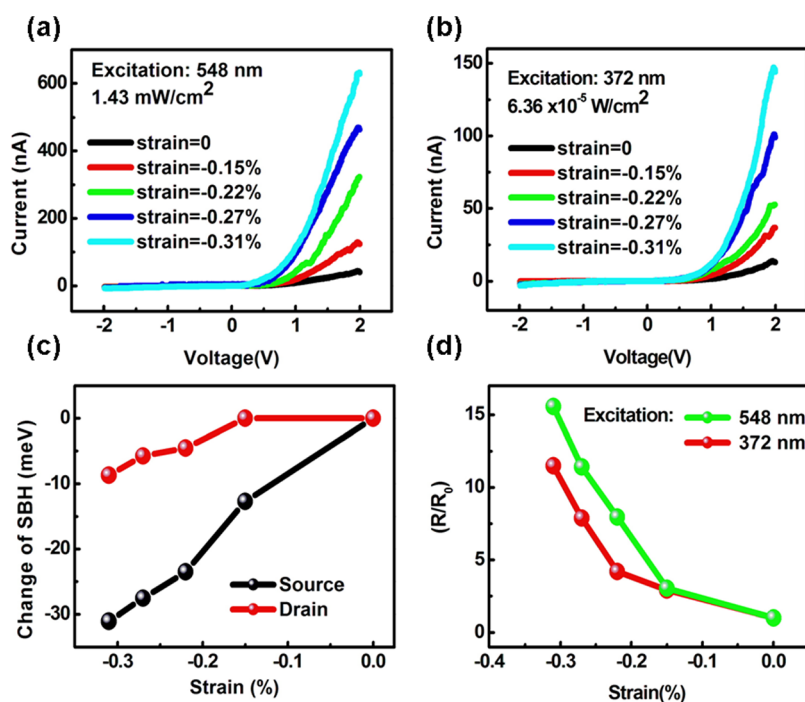 (a)
Excitation: 548 nm
1.43 mW/cm²
strain=0
strain=-0.15%
strain=-0.22%
strain=-0.27%
strain=-0.31%
Current (nA)
600
400
200
0
-2 -1 0 1 2
Voltage(V)
(b)
Excitation: 372 nm
6.36 x10⁻⁵ W/cm²
strain=0
strain=-0.15%
strain=-0.22%
strain=-0.27%
strain=-0.31%
Current (nA)
150
100
50
0
-2 -1 0 1 2
Voltage(V)
(c)
Change of SBH (meV)
0
-10
-20
-30
Source
Drain
-0.3 -0.2 -0.1 0.0
Strain (%)
(d)
Excitation:
548 nm
372 nm
(R/R₀)
15
10
5
0
-0.4 -0.3 -0.2 -0.1 0.0
Strain(%)